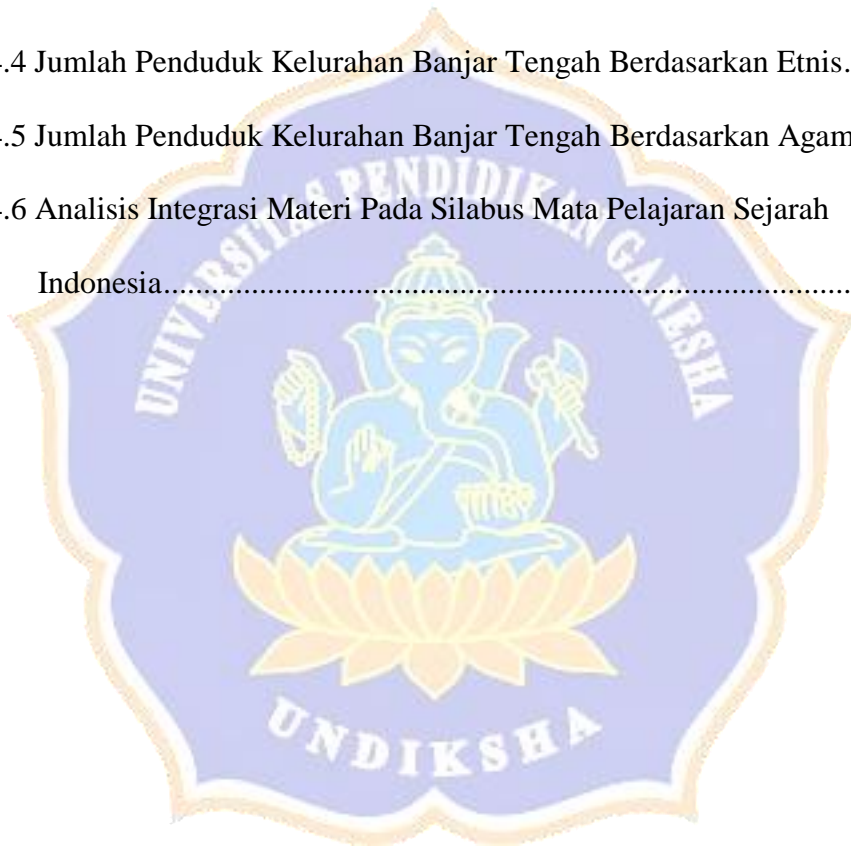 .4 Jumlah Penduduk Kelurahan Banjar Tengah Berdasarkan Etnis.
.5 Jumlah Penduduk Kelurahan Banjar Tengah Berdasarkan Agam
.6 Analisis Integrasi Materi Pada Silabus Mata Pelajaran Sejarah
Indonesia....................................................................................
UNIVERSITAS PENDIDIKAN GANESHA
UNDIKSHA